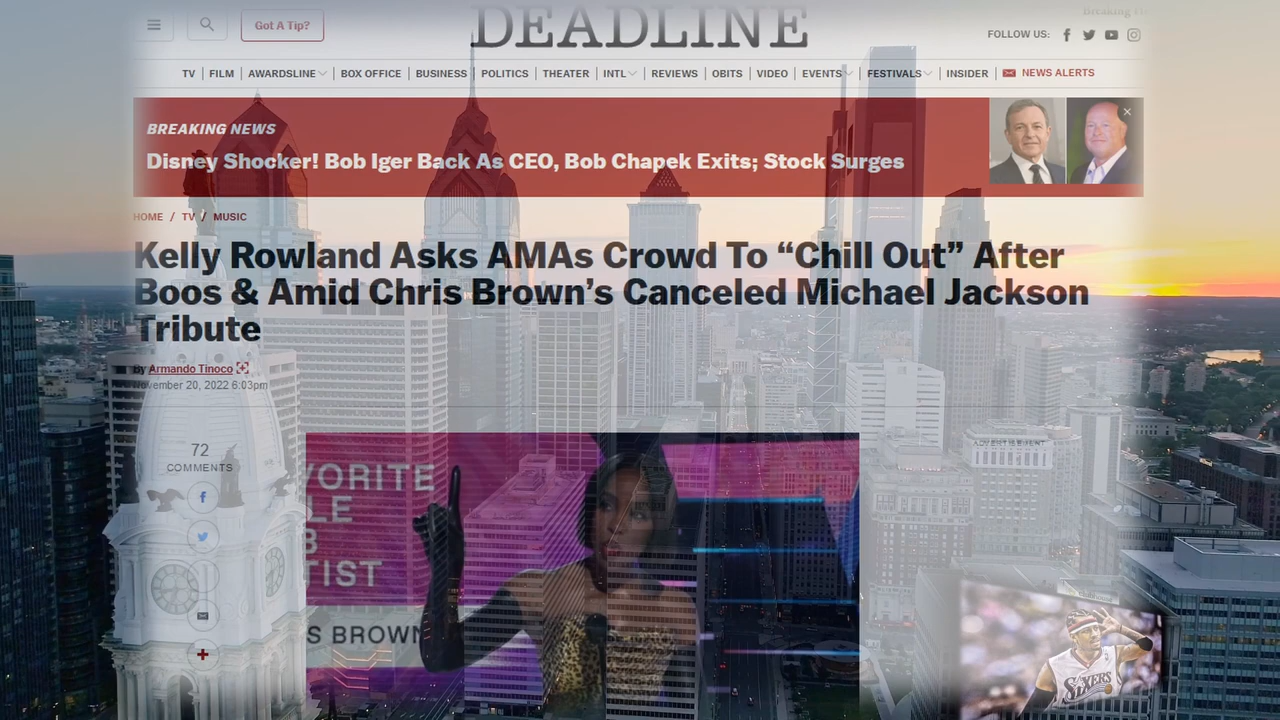 Breaking
Got A Tip?
DEADLINE
FOLLOW US:
TV FILM AWARDSLINE BOX OFFICE BUSINESS POLITICS THEATER INTL REVIEWS OBITS VIDEO EVENTS FESTIVALS INSIDER NEWS ALERTS
BREAKING NEWS
Disney Shocker! Bob Iger Back As CEO, Bob Chapek Exits; Stock Surges
HOME / TV / MUSIC
Kelly Rowland Asks AMAs Crowd To “Chill Out” After
Boos & Amid Chris Brown’s Canceled Michael Jackson
Tribute
By Armando Tinoco
November 20, 2022 6:03pm
72
COMMENTS
ADVERTISEMENT
VORITE
LE
B
TIST
S BROWN
SIXERS